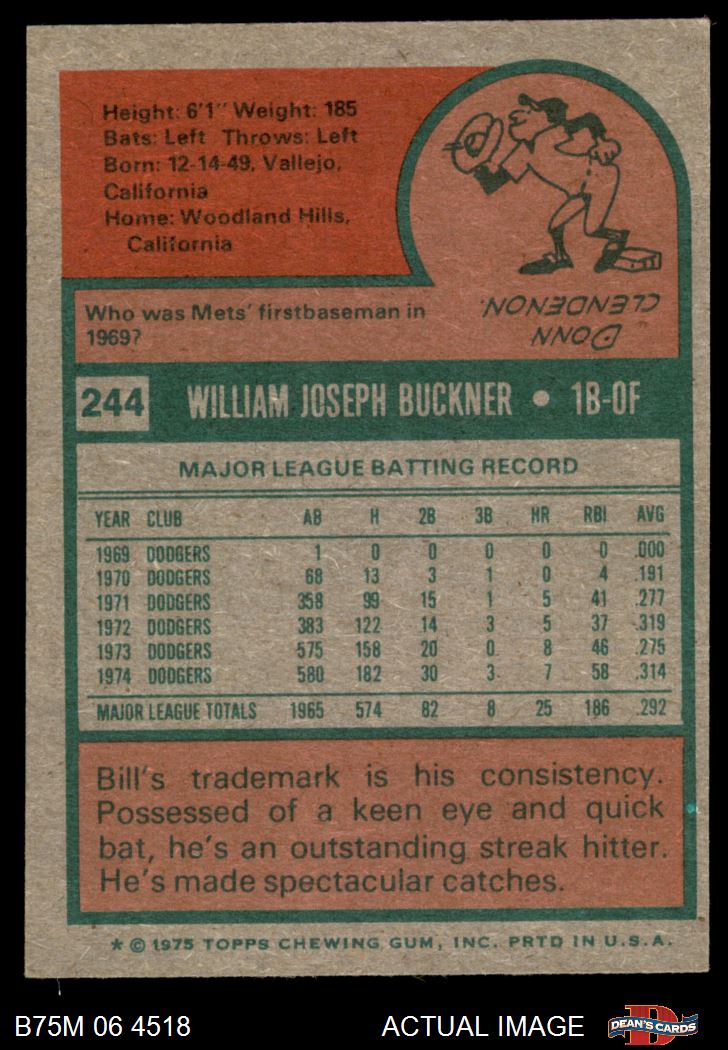 Height: 6'1" Weight: 185
Bats: Left Throws: Left
Born: 12-14-49, Vallejo,
California
Home: Woodland Hills,
California
Who was Mets' firstbaseman in
1969?
DONN
CLENDENON.
244 WILLIAM JOSEPH BUCKNER • 1B-OF
MAJOR LEAGUE BATTING RECORD
YEAR CLUB AB H 2B 3B HR RBI AVG
1969 DODGERS 1 0 0 0 0 0 .000
1970 DODGERS 68 13 3 1 0 4 .191
1971 DODGERS 358 99 15 1 5 41 .277
1972 DODGERS 383 122 14 3 5 37 .319
1973 DODGERS 575 158 20 0 8 46 .275
1974 DODGERS 580 182 30 3 7 58 .314
MAJOR LEAGUE TOTALS 1965 574 82 8 25 186 .292
Bill's trademark is his consistency.
Possessed of a keen eye and quick
bat, he's an outstanding streak hitter.
He's made spectacular catches.
* © 1975 TOPPS CHEWING GUM, INC. PRTD IN U.S.A.
B75M 06 4518 ACTUAL IMAGE D DEAN'S CARDS